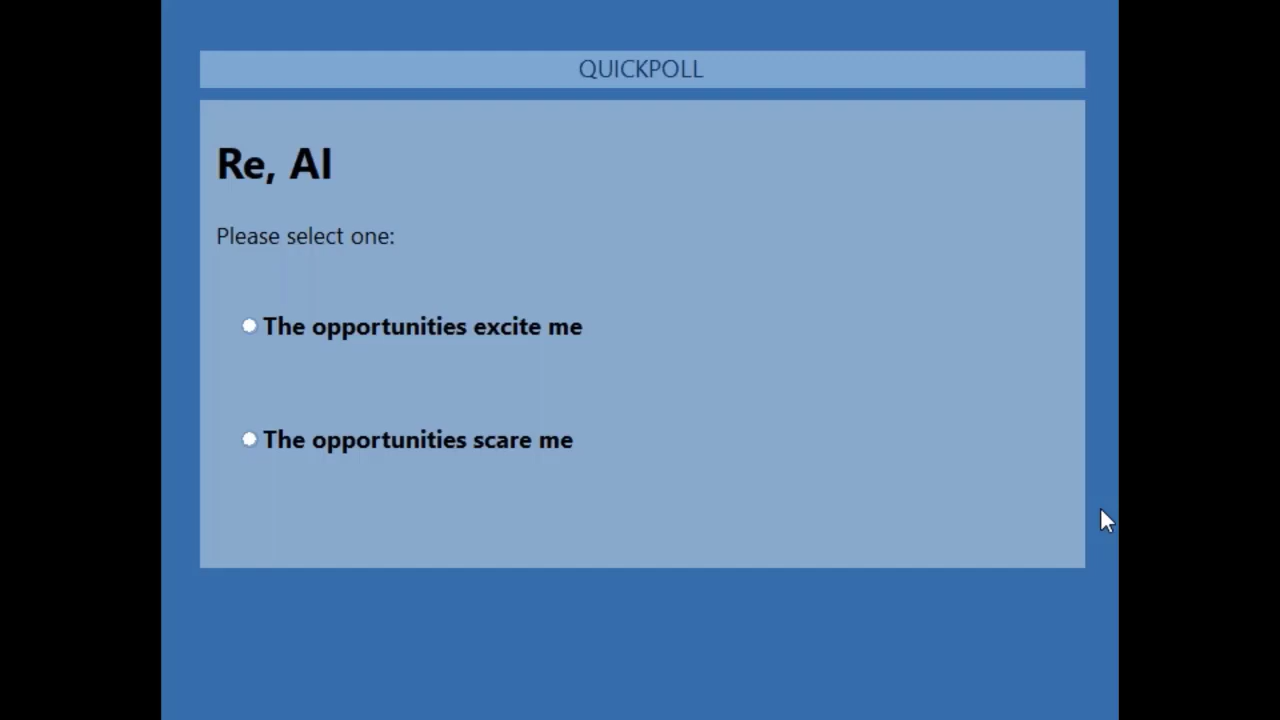 QUICKPOLL
Re, AI
Please select one:
The opportunities excite me
The opportunities scare me